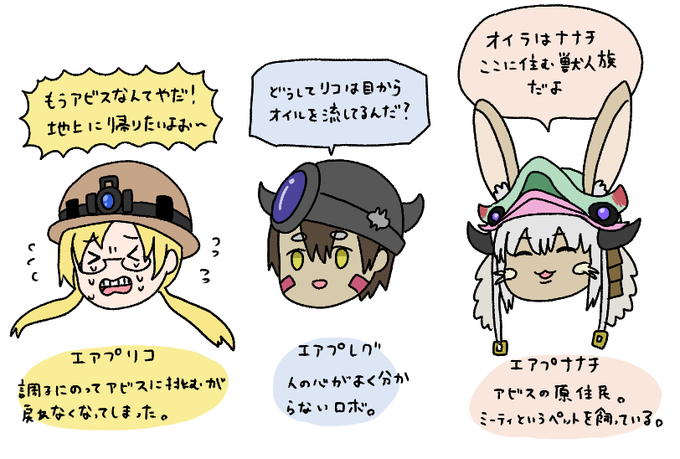 もうアビスなんてやだ!
地上に帰りたいよぉ〜
どうしてリコは目から
オイルを流してるんだ?
オイラはナナチ
ここに住む獣人族
だよ
エアプリコ
調子にのってアビスに挑むが
戻れなくなってしまった。
エアプレグ
人の心がよく分か
らないロボ。
エアプナナチ
アビスの原住民。
ミーティというペットを飼っている。